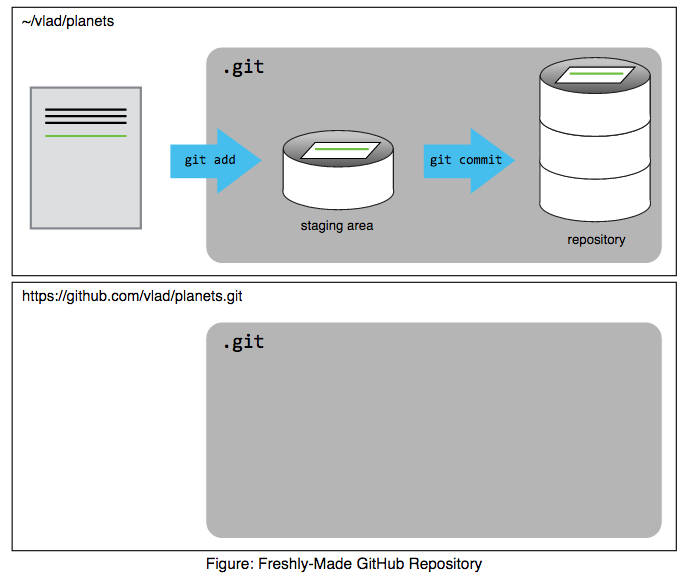 ~/vlad/planets
.git
git add
git commit
staging area
repository
https://github.com/vlad/planets.git
.git
Figure: Freshly-Made GitHub Repository